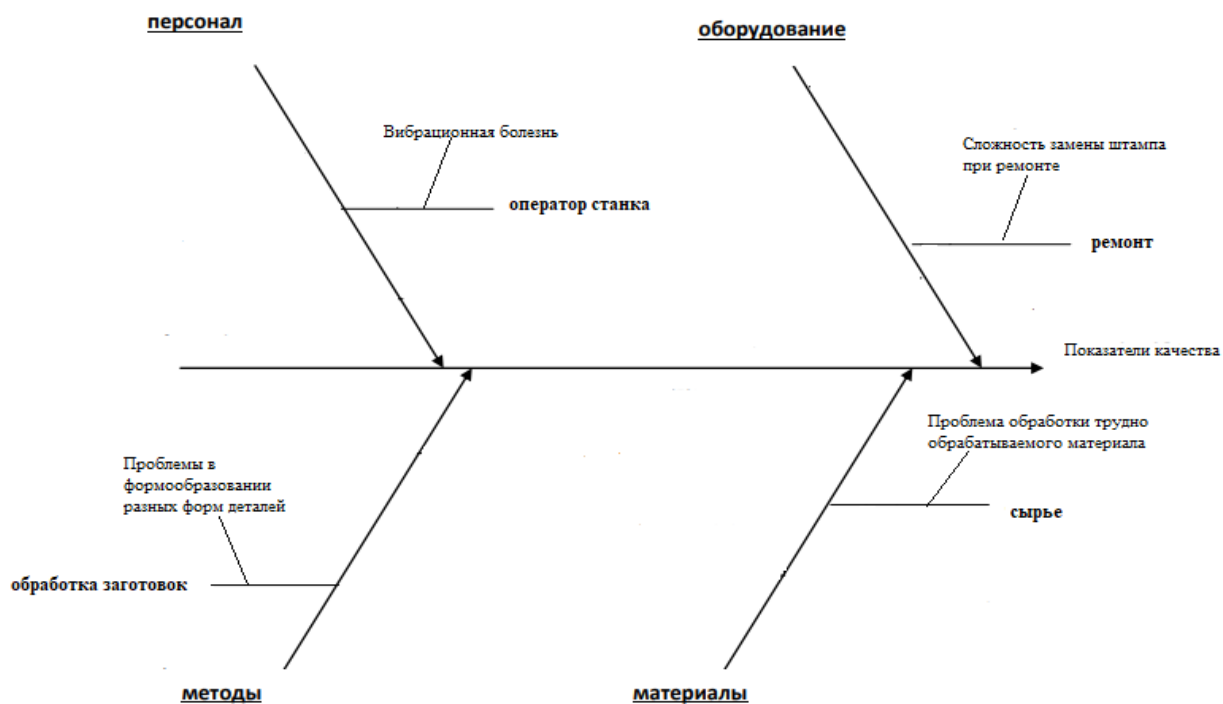 персонал
оборудование
Вибрационная болезнь
Сложность замены штампа
при ремонте
оператор станка
ремонт
Показатели качества
Проблема обработки трудно
обрабатываемого материала
Проблемы в
формообразовании
разных форм деталей
сырье
обработка заготовок
методы
материалы